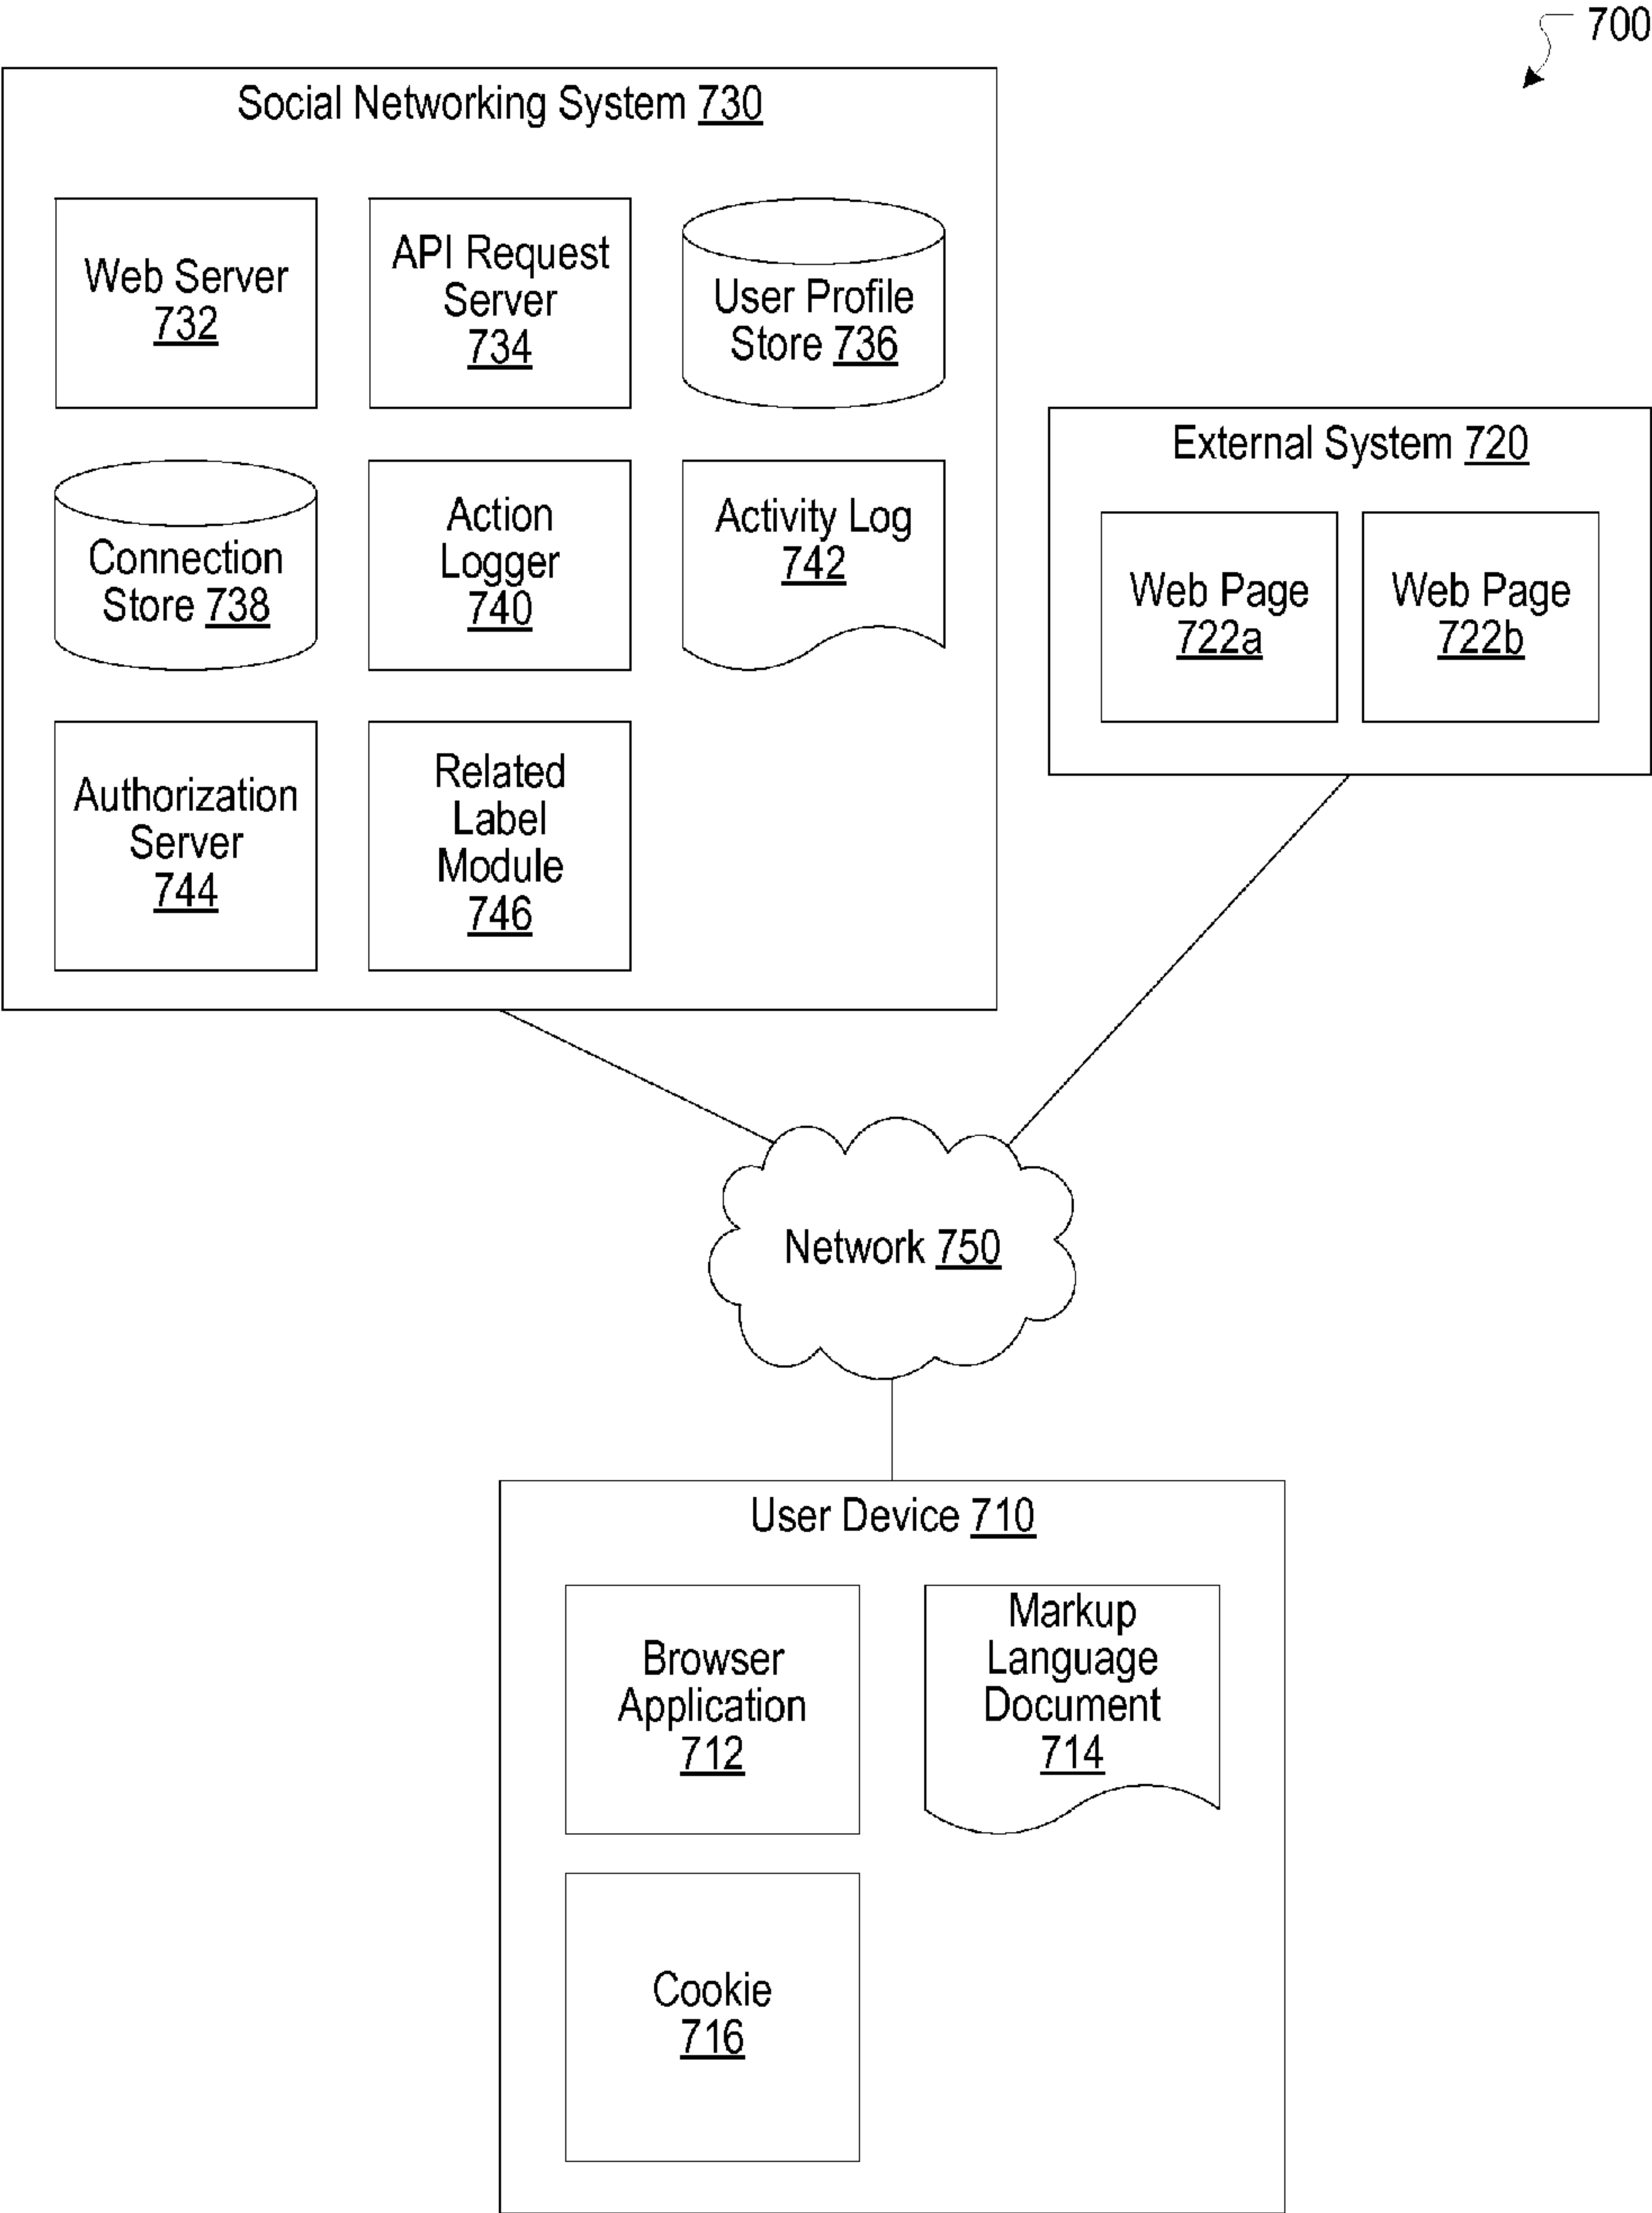 700
Social Networking System 730
Web Server
732
API Request
Server
734
User Profile
Store 736
Connection
Store 738
Action
Logger
740
Activity Log
742
Authorization
Server
744
Related
Label
Module
746
External System 720
Web Page
722a
Web Page
722b
Network 750
User Device 710
Browser
Application
712
Markup
Language
Document
714
Cookie
716